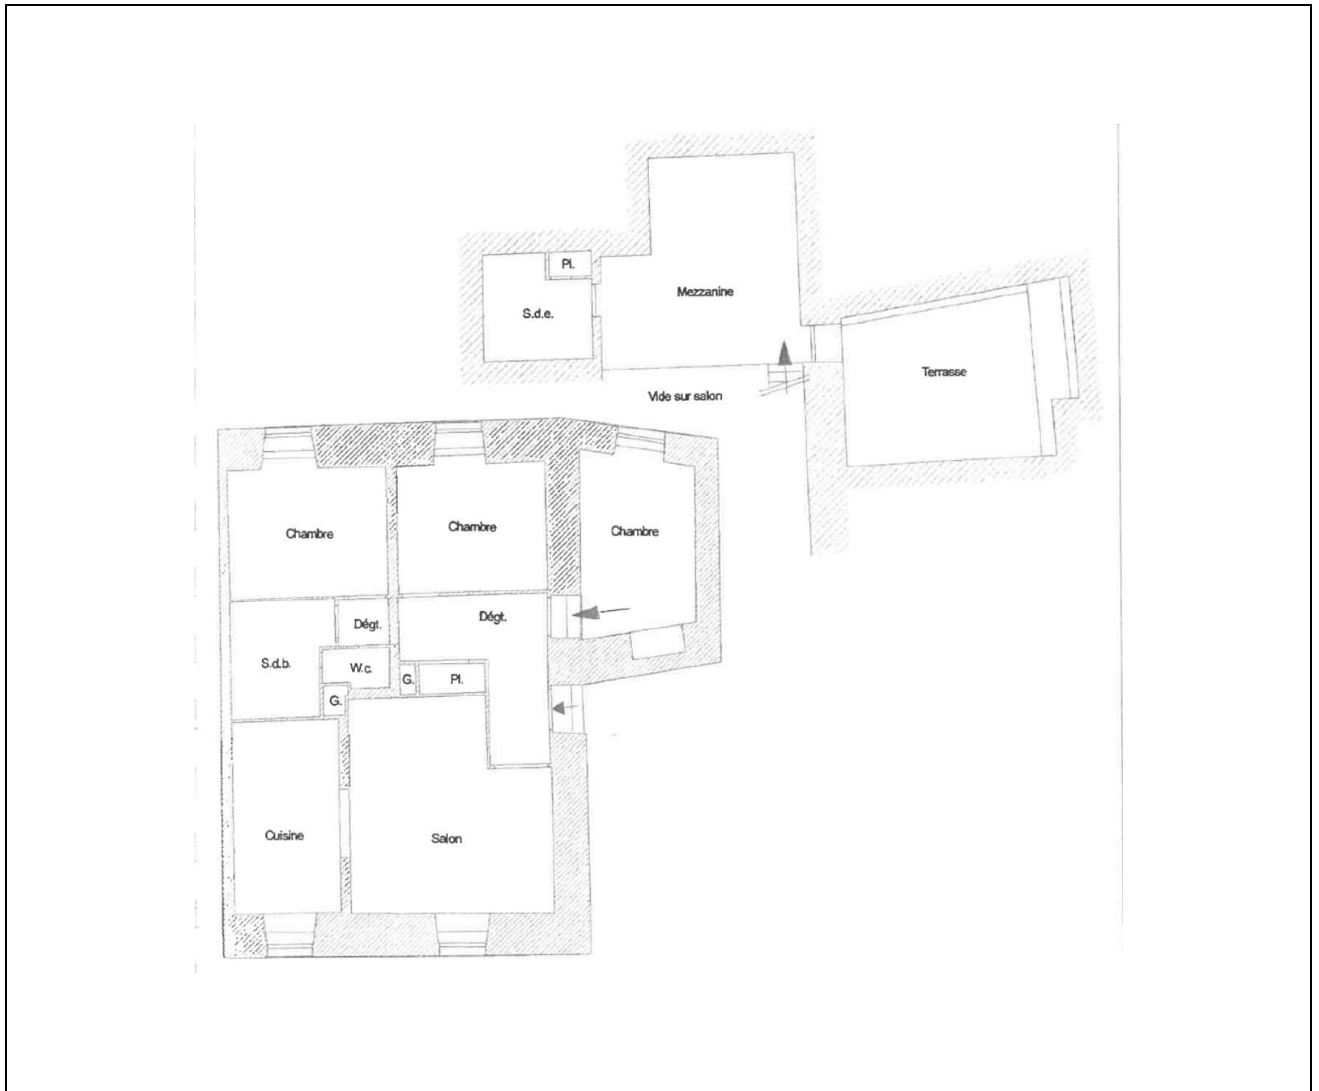 Pl.
Mezzanine
S.d.e.
Terrasse
Vide sur salon
Chambre
Chambre
Chambre
Dégt.
Dégt.
S.d.b.
W.c.
G.
Pl.
G.
Cuisine
Salon